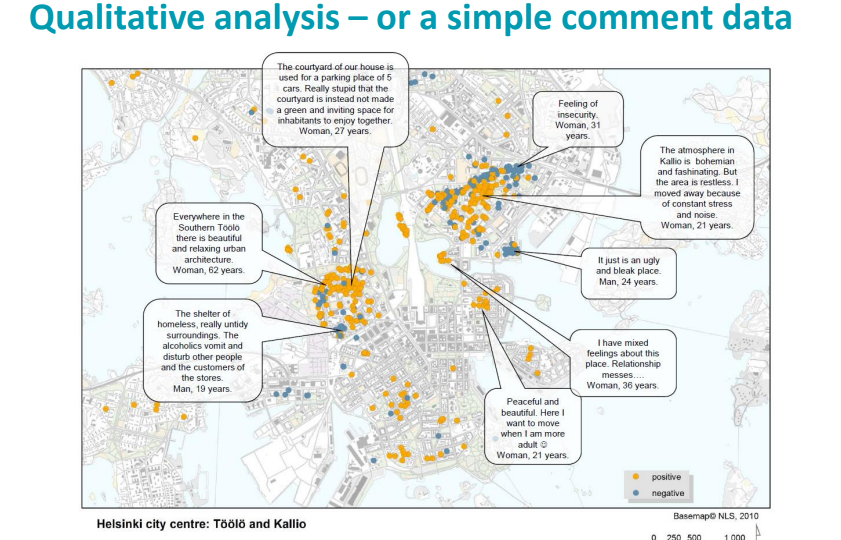 Qualitative analysis – or a simple comment data
The courtyard of our house is
used for a parking place of 5
cars. Really stupid that the
courtyard is instead not made
a green and inviting space for
inhabitants to enjoy together.
Woman, 27 years.
Feeling of
insecurity.
Woman, 31
years.
The atmosphere in
Kallio is bohemian
and fashinating. But
the area is restless. I
moved away because
of constant stress
and noise.
Woman, 21 years.
Everywhere in the
Southern Töölö
there is beautiful
and relaxing urban
architecture.
Woman, 62 years.
It just is an ugly
and bleak place.
Man, 24 years.
The shelter of
homeless, really untidy
surroundings. The
alcoholics vomit and
disturb other people
and the customers of
the stores.
Man, 19 years.
I have mixed
feelings about this
place. Relationship
messes....
Woman, 36 years.
Peaceful and
beautiful. Here I
want to move
when I am more
adult ☺
Woman, 21 years.
positive
negative
Basemap© NLS, 2010
Helsinki city centre: Töölö and Kallio
0 250 500 1 000